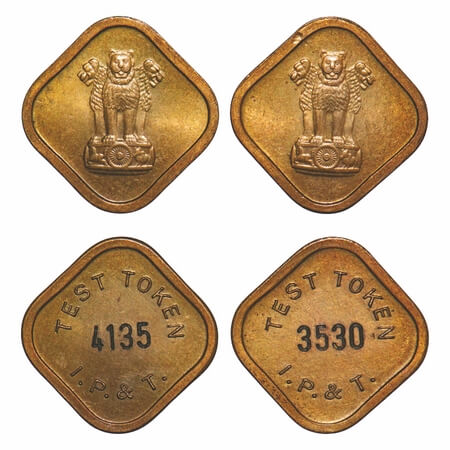 TEST TOKEN
4135
I.P.& T.
TEST TOKEN
3530
I.P.& T.